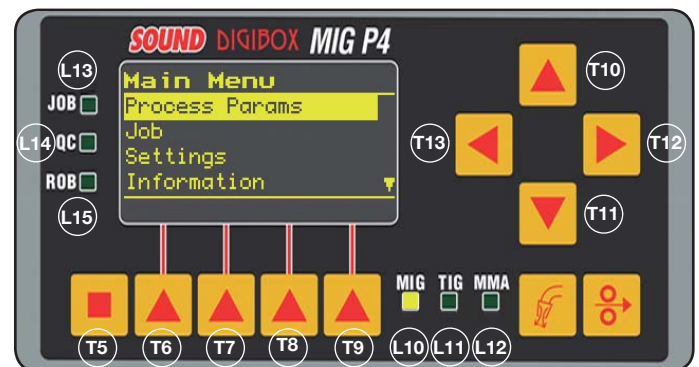 SOUND DIGIBOX MIG P4
L13
T10
Main Menu
JOB
Process Params
L14 QC
Job
T13
T12
Settings
ROB
Information
L15
T11
MIG TIG MMA
T5 T6 T7 T8 T9 L10 L11 L12